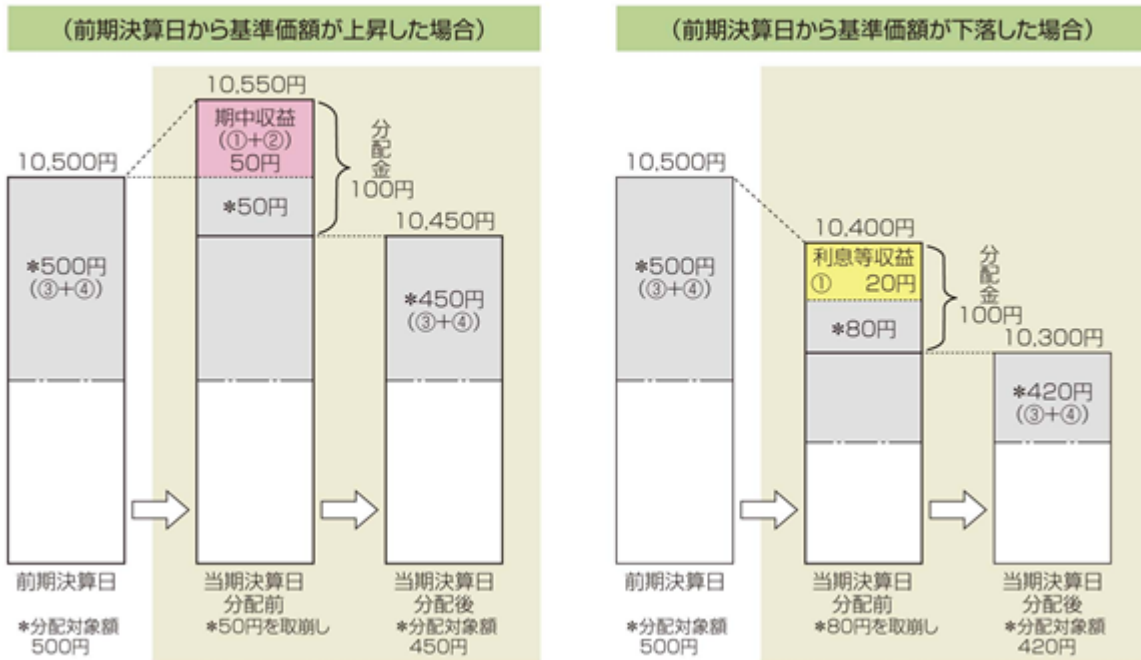 （前期決算日から基準価額が上昇した場合）
10,550円
期中収益
（①+②）
50円
*50円
分配金
100円
10,500円
*500円
（③+④）
10,450円
*450円
（③+④）
前期決算日
*分配対象額
500円
当期決算日
分配前
*50円を取崩し
当期決算日
分配後
*分配対象額
450円
（前期決算日から基準価額が下落した場合）
10,500円
*500円
（③+④）
10,400円
利息等収益
① 20円
*80円
分配金
100円
10,300円
*420円
（③+④）
前期決算日
*分配対象額
500円
当期決算日
分配前
*80円を取崩し
当期決算日
分配後
*分配対象額
420円